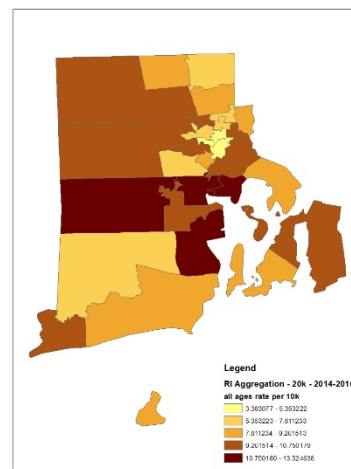 Legend
RI Aggregation - 20k - 2014-2016
all ages rate per 10k
3.383077 - 5.353222
5.353223 - 7.811233
7.811234 - 9.261513
9.261514 - 10.750179
10.750180 - 13.524638